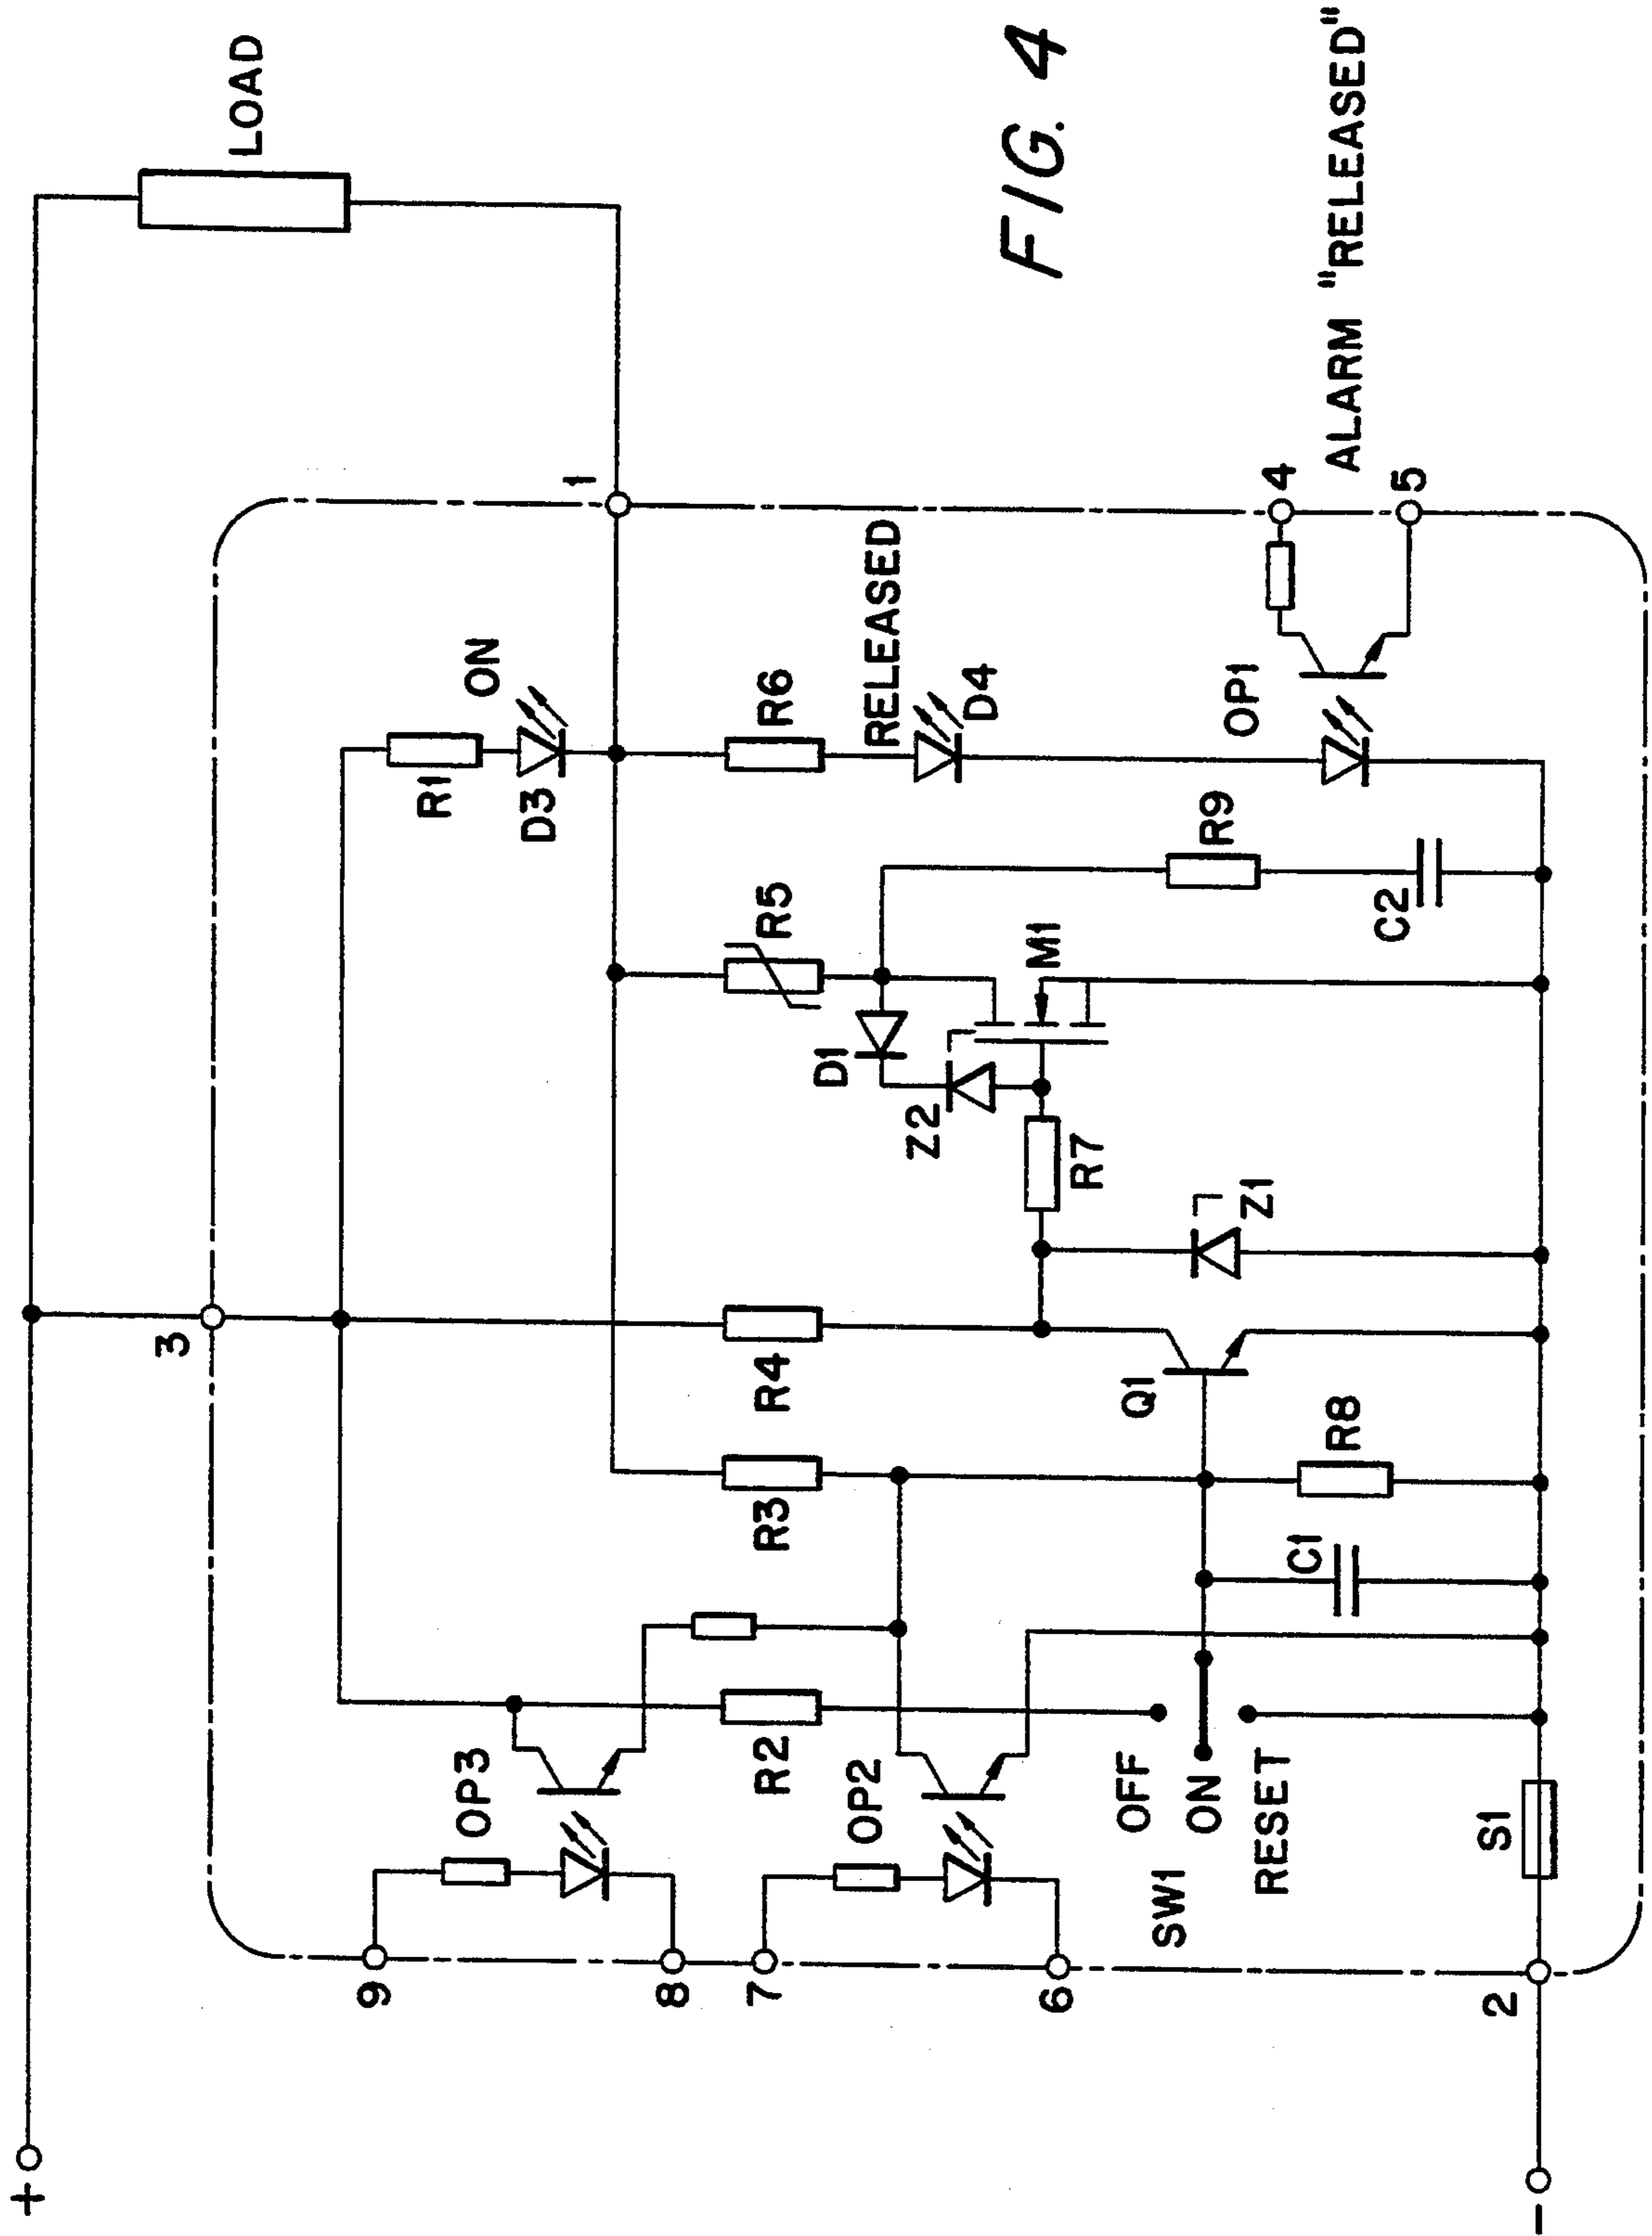 +
LOAD
3
R1
D3
ON
1
OP3
9
8
R2
R3
R4
R5
R6
RELEASED
D4
D1
Z2
M1
R7
R9
C2
7
OP2
6
SW1
OFF
ON
RESET
Q1
C1
R8
Z1
OP1
4
5
ALARM "RELEASED"
S1
2
-
FIG. 4